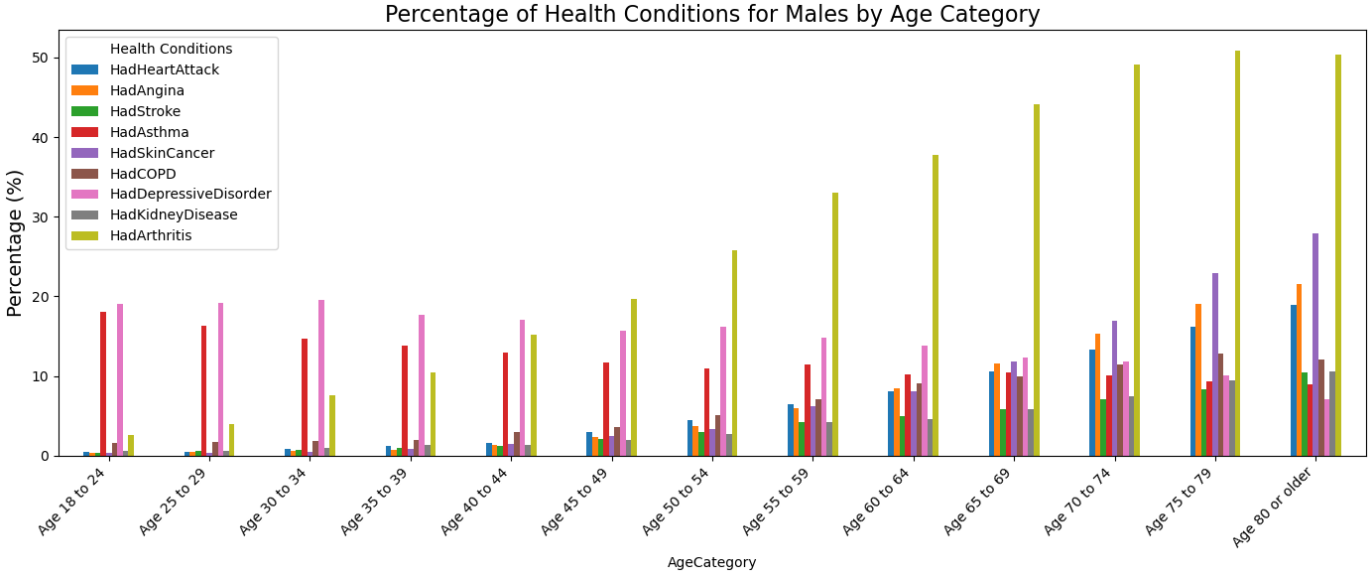 Percentage of Health Conditions for Males by Age Category
Health Conditions
HadHeartAttack
HadAngina
HadStroke
HadAsthma
HadSkinCancer
HadCOPD
HadDepressiveDisorder
HadKidneyDisease
HadArthritis
Percentage (%)
50
40
30
20
10
0
Age 18 to 24
Age 25 to 29
Age 30 to 34
Age 35 to 39
Age 40 to 44
Age 45 to 49
Age 50 to 54
Age 55 to 59
Age 60 to 64
Age 65 to 69
Age 70 to 74
Age 75 to 79
Age 80 or older
AgeCategory